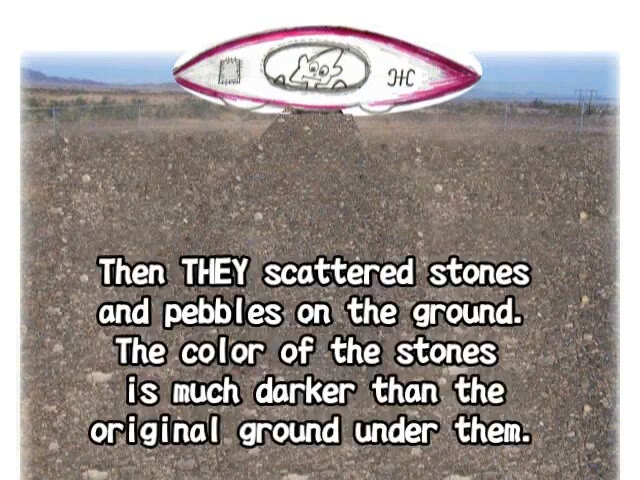 Then THEY scattered stones
and pebbles on the ground.
The color of the stones
is much darker than the
original ground under them.